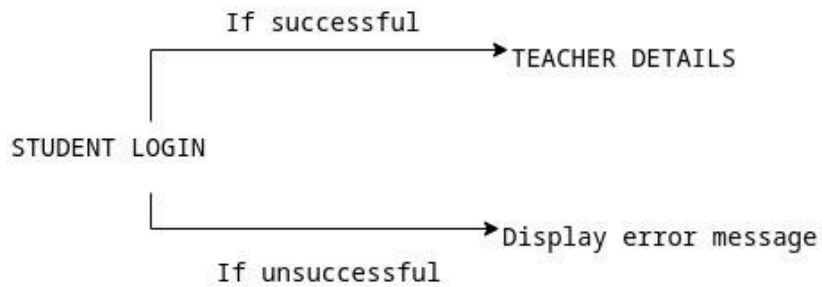 If successful
TEACHER DETAILS
STUDENT LOGIN
Display error message
If unsuccessful